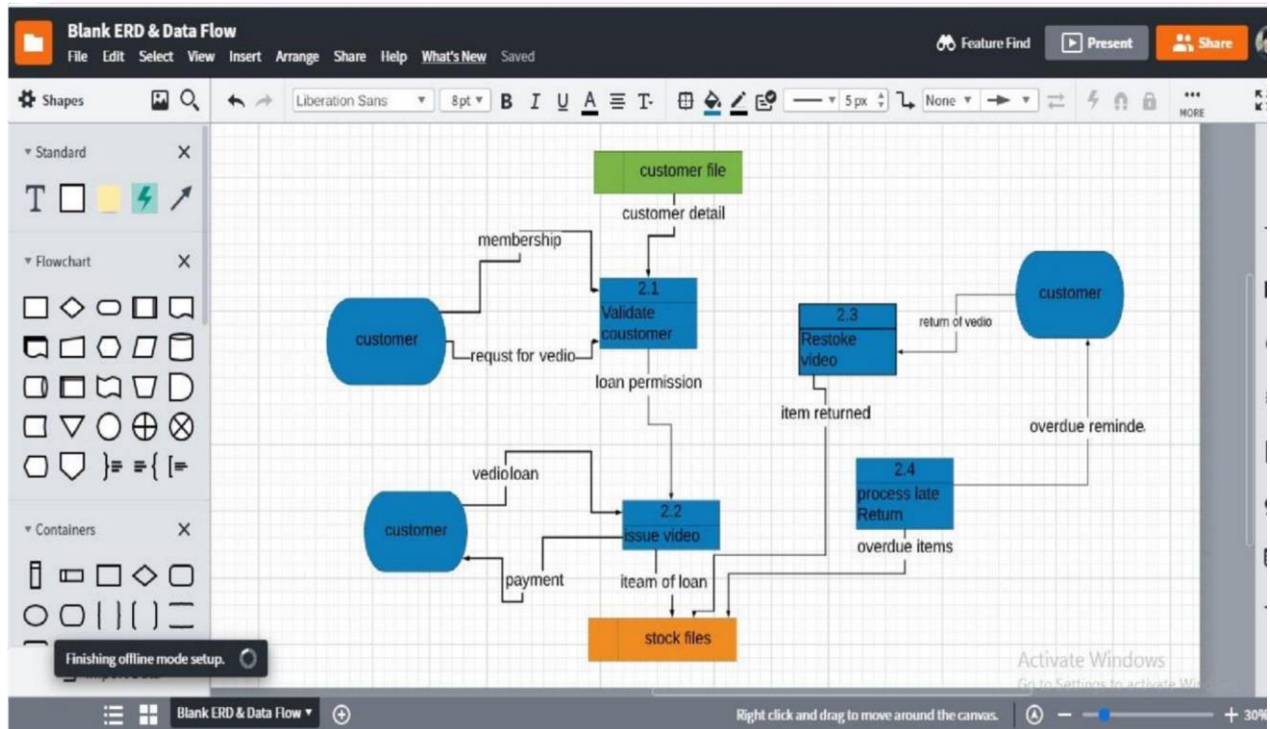 Blank ERD & Data Flow
File Edit Select View Insert Arrange Share Help What's New Saved
Feature Find
Present
Share
Shapes
Liberation Sans
8pt
B I U A T
5 px
None
MORE
Standard
T
Flowchart
Containers
customer file
customer detail
membership
customer
requst for vedio
2.1
Validate
coustomer
loan permission
2.3
Restoke
video
return of vedio
customer
item returned
overdue reminde
vedioloan
customer
payment
2.2
issue video
iteam of loan
2.4
process late
Return
overdue items
stock files
Finishing offline mode setup.
Activate Windows
Go to Settings to activate
Blank ERD & Data Flow
Right click and drag to move around the canvas.
30%